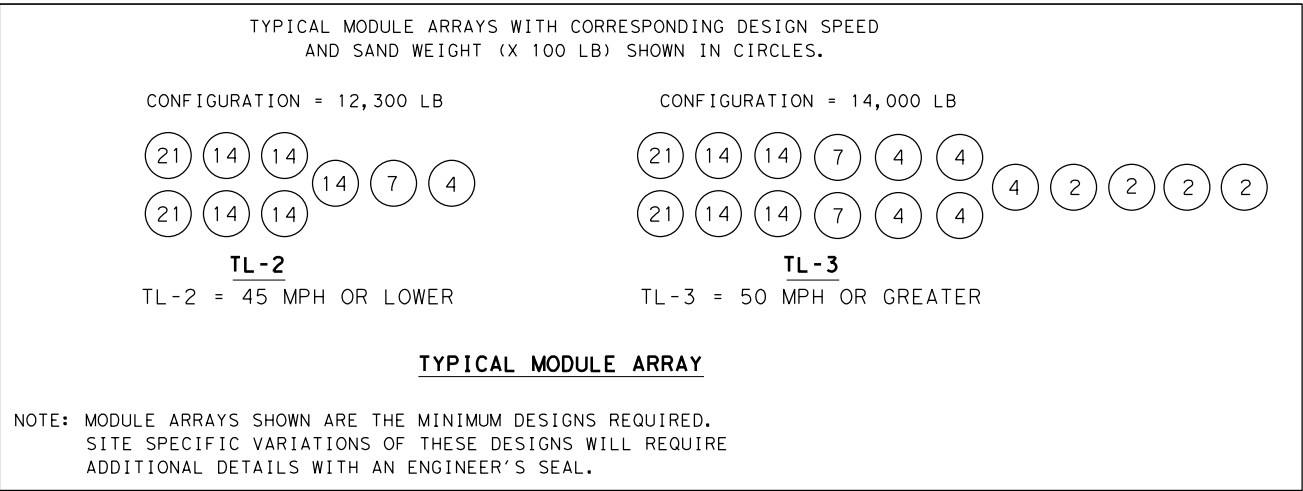 TYPICAL MODULE ARRAYS WITH CORRESPONDING DESIGN SPEED
AND SAND WEIGHT (X 100 LB) SHOWN IN CIRCLES.
CONFIGURATION = 12,300 LB
21 14 14
14 7 4
21 14 14
TL-2
TL-2 = 45 MPH OR LOWER
CONFIGURATION = 14,000 LB
21 14 14 7 4 4
4 2 2 2 2
21 14 14 7 4 4
TL-3
TL-3 = 50 MPH OR GREATER
TYPICAL MODULE ARRAY
NOTE: MODULE ARRAYS SHOWN ARE THE MINIMUM DESIGNS REQUIRED.
SITE SPECIFIC VARIATIONS OF THESE DESIGNS WILL REQUIRE
ADDITIONAL DETAILS WITH AN ENGINEER'S SEAL.